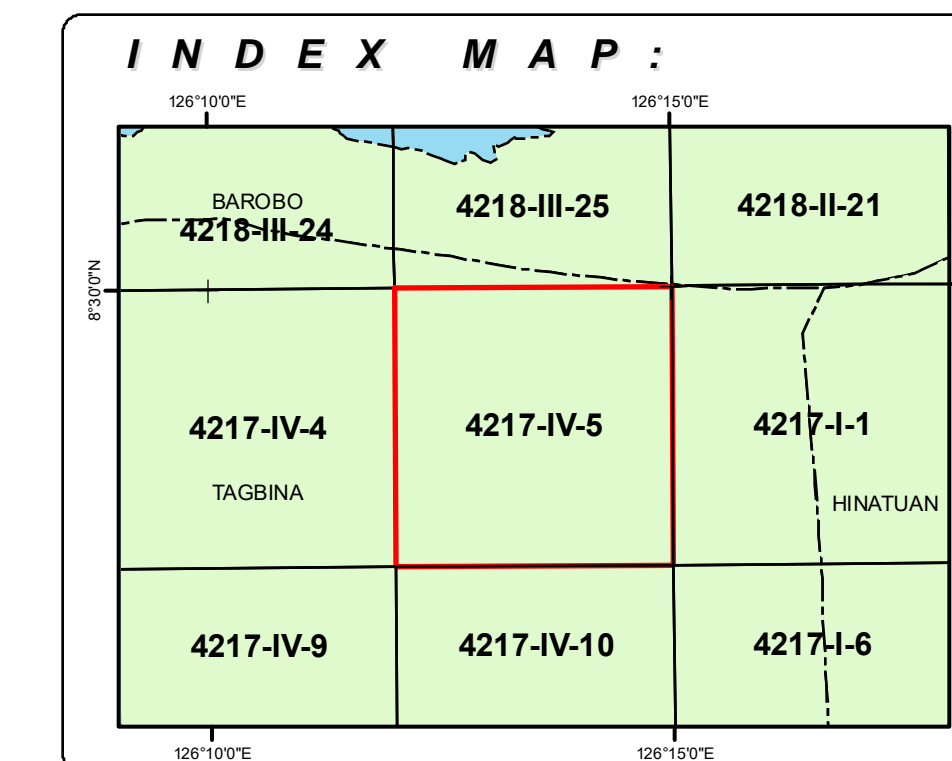 INDEX MAP:
126°10'0"E 126°15'0"E
BAROBO
4218-III-24 4218-III-25 4218-II-21
8°30'0"N
4217-IV-4 4217-IV-5 4217-I-1
TAGBINA HINATUAN
4217-IV-9 4217-IV-10 4217-I-6
126°10'0"E 126°15'0"E